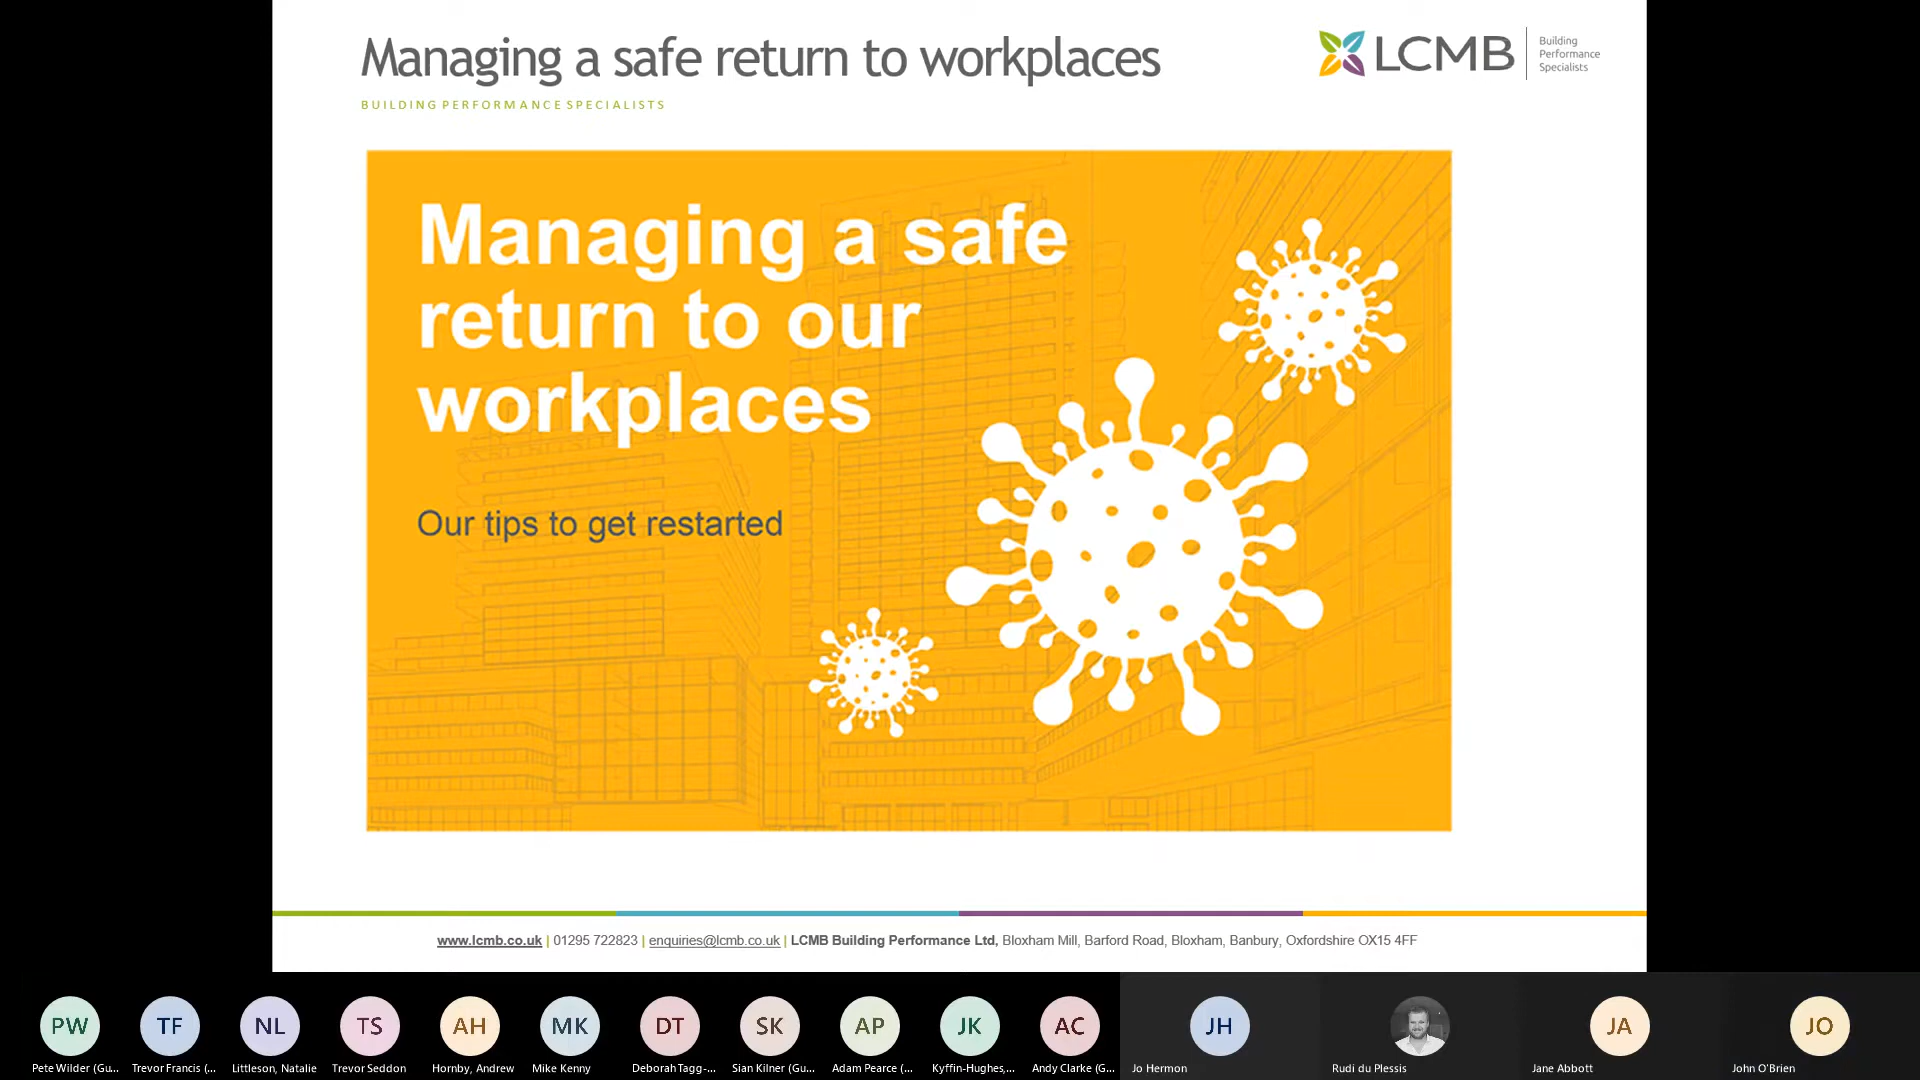 Managing a safe return to workplaces
BUILDING PERFORMANCE SPECIALISTS
LCMB
Building
Performance
Specialists
Managing a safe
return to our
workplaces
Our tips to get restarted
www.lcmb.co.uk | 01295 722823 | enquiries@lcmb.co.uk | LCMB Building Performance Ltd, Bloxham Mill, Barford Road, Bloxham, Banbury, Oxfordshire OX15 4FF
PW TF NL TS AH MK DT SK AP JK AC JH JA JO
Pete Wilder (Gu... Trevor Francis (... Littleson, Natalie Trevor Seddon Hornby, Andrew Mike Kenny Deborah Tagg-... Sian Kilner (Gu... Adam Pearce (... Kyffin-Hughes,... Andy Clarke (G... Jo Hermon Rudi du Plessis Jane Abbott John O'Brien